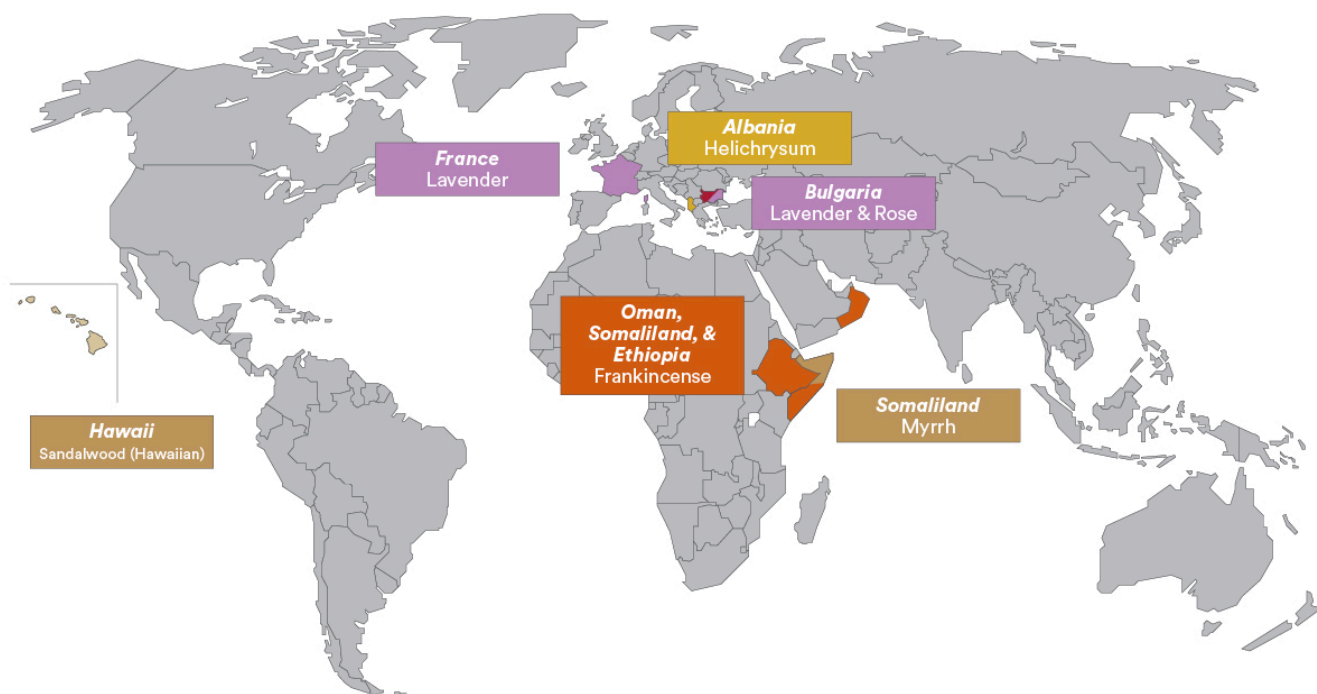 Albania
Helichrysum
France
Lavender
Bulgaria
Lavender & Rose
Oman,
Somaliland, &
Ethiopia
Frankincense
Somaliland
Myrrh
Hawaii
Sandalwood (Hawaiian)